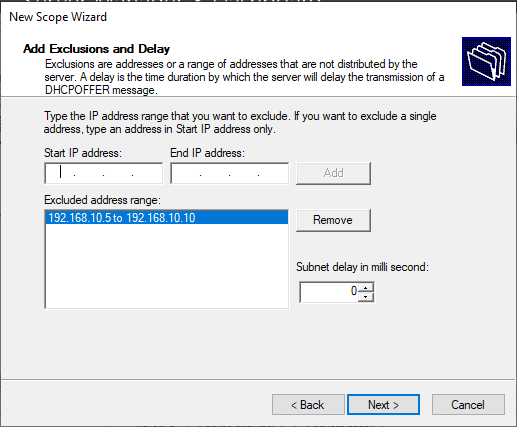 New Scope Wizard
Add Exclusions and Delay
Exclusions are addresses or a range of addresses that are not distributed by the
server. A delay is the time duration by which the server will delay the transmission of a
DHCPOFFER message.
Type the IP address range that you want to exclude. If you want to exclude a single
address, type an address in Start IP address only.
Start IP address:
End IP address:
Add
Excluded address range:
192.168.10.5 to 192.168.10.10
Remove
Subnet delay in milli second:
0
< Back
Next >
Cancel